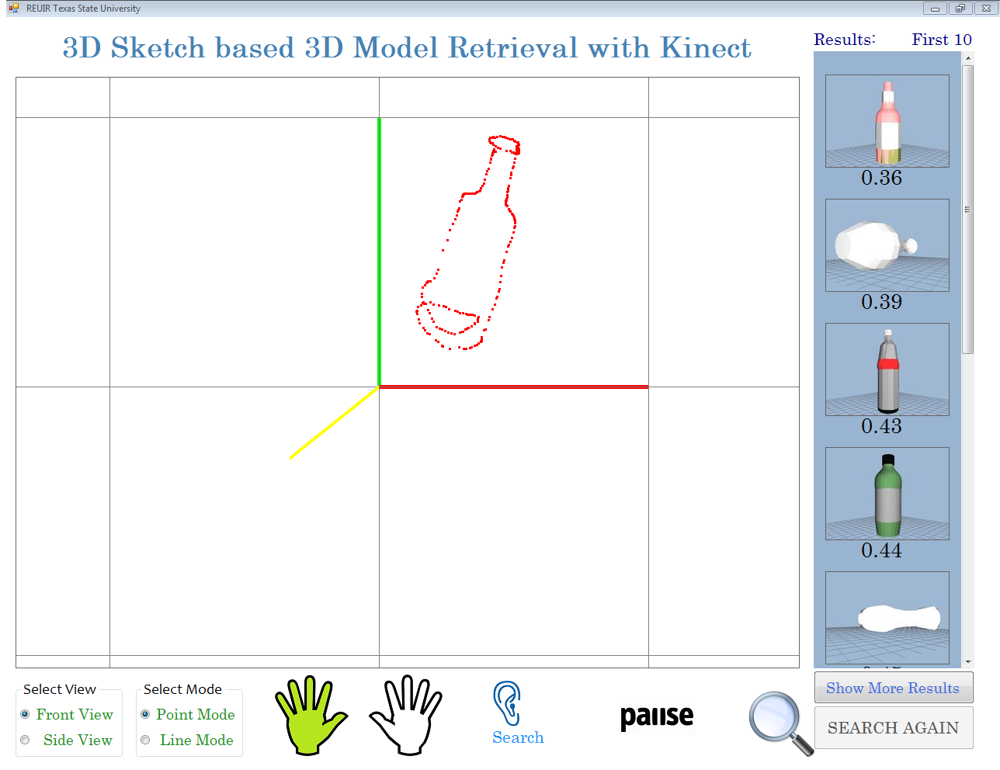 REUIR Texas State University
3D Sketch based 3D Model Retrieval with Kinect
Results: First 10
0.36
0.39
0.43
0.44
Select View
Front View
Side View
Select Mode
Point Mode
Line Mode
Search
pause
Show More Results
SEARCH AGAIN